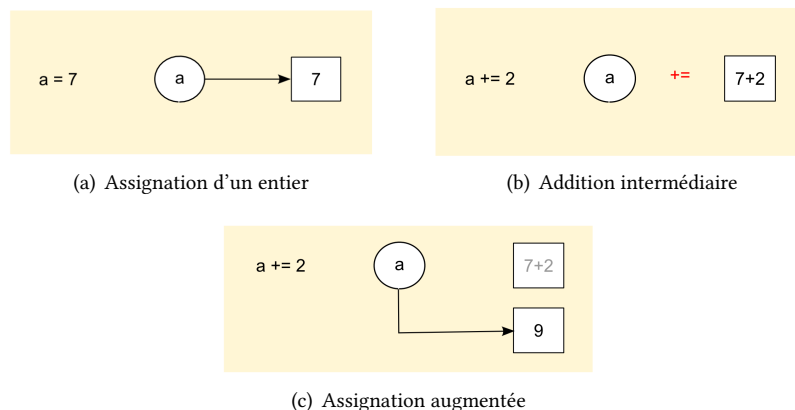 a = 7
a
7
(a) Assignation d’un entier
a += 2
a
+=
7+2
(b) Addition intermédiaire
a += 2
a
7+2
9
(c) Assignation augmentée